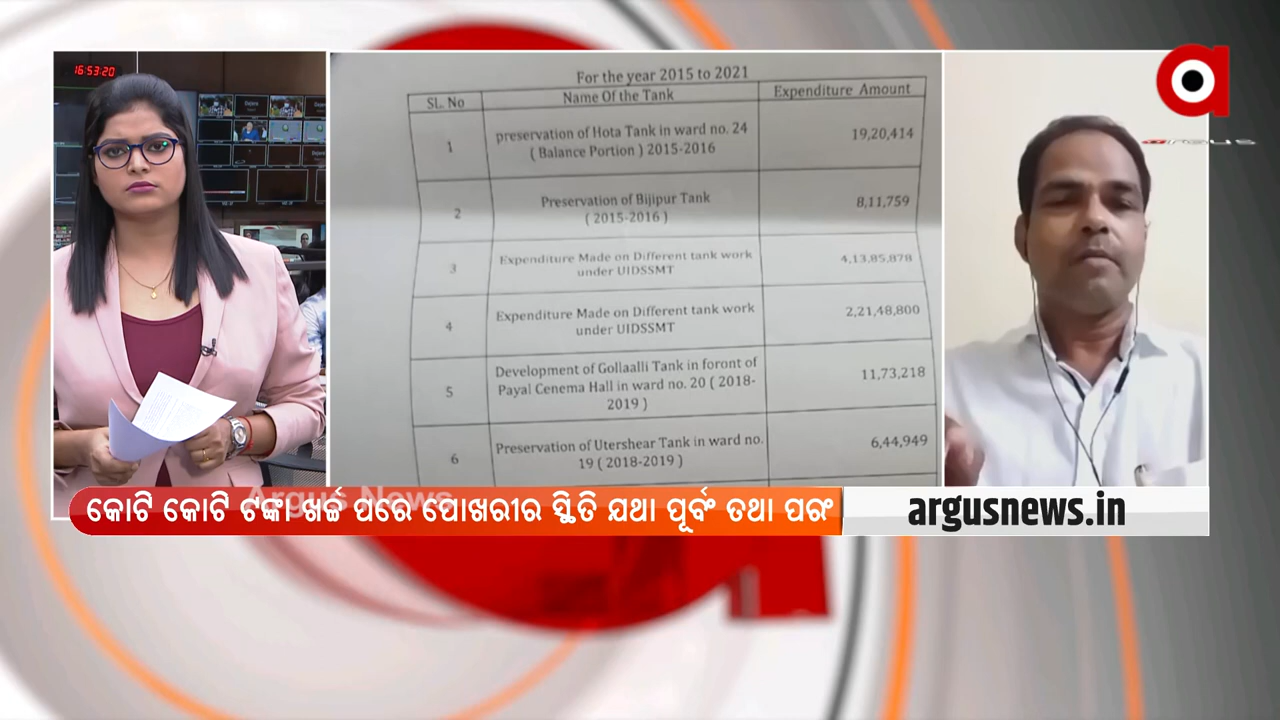 16:53:20
For the year 2015 to 2021
SL. No
Name Of the Tank
Expenditure Amount
1
preservation of Hota Tank in ward no. 24
( Balance Portion ) 2015-2016
19,20,414
2
Preservation of Bijipur Tank
( 2015-2016 )
8,11,759
3
Expenditure Made on Different tank work
under UIDSSMT
4,13,85,878
4
Expenditure Made on Different tank work
under UIDSSMT
2,21,48,800
5
Development of Gollaalli Tank in foront of
Payal Cenema Hall in ward no. 20 ( 2018-
2019 )
11,73,218
6
Preservation of Utershear Tank in ward no.
19 ( 2018-2019 )
6,44,949
Argus News
କୋଟି କୋଟି ଟଙ୍କା ଖର୍ଚ୍ଚ ପରେ ପୋଖରୀର ସ୍ଥିତି ଯଥା ପୂର୍ବଂ ତଥା ପରଂ
argusnews.in
argus